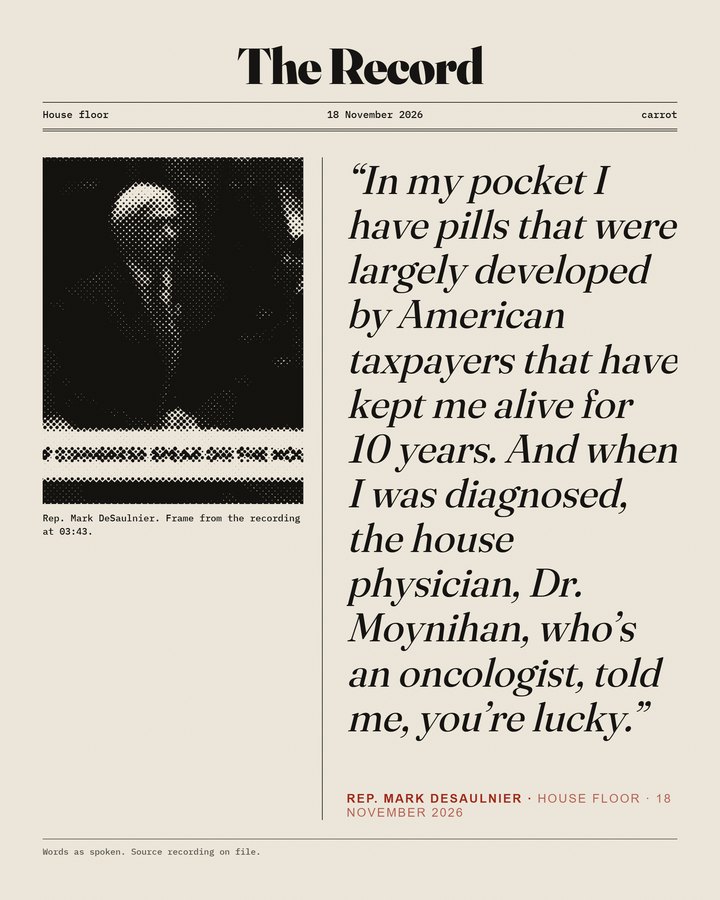 The Record
House floor
18 November 2026
carrot
Rep. Mark DeSaulnier. Frame from the recording
at 03:43.
“In my pocket I
have pills that were
largely developed
by American
taxpayers that have
kept me alive for
10 years. And when
I was diagnosed,
the house
physician, Dr.
Moynihan, who’s
an oncologist, told
me, you’re lucky.”
REP. MARK DESAULNIER · HOUSE FLOOR · 18
NOVEMBER 2026
Words as spoken. Source recording on file.